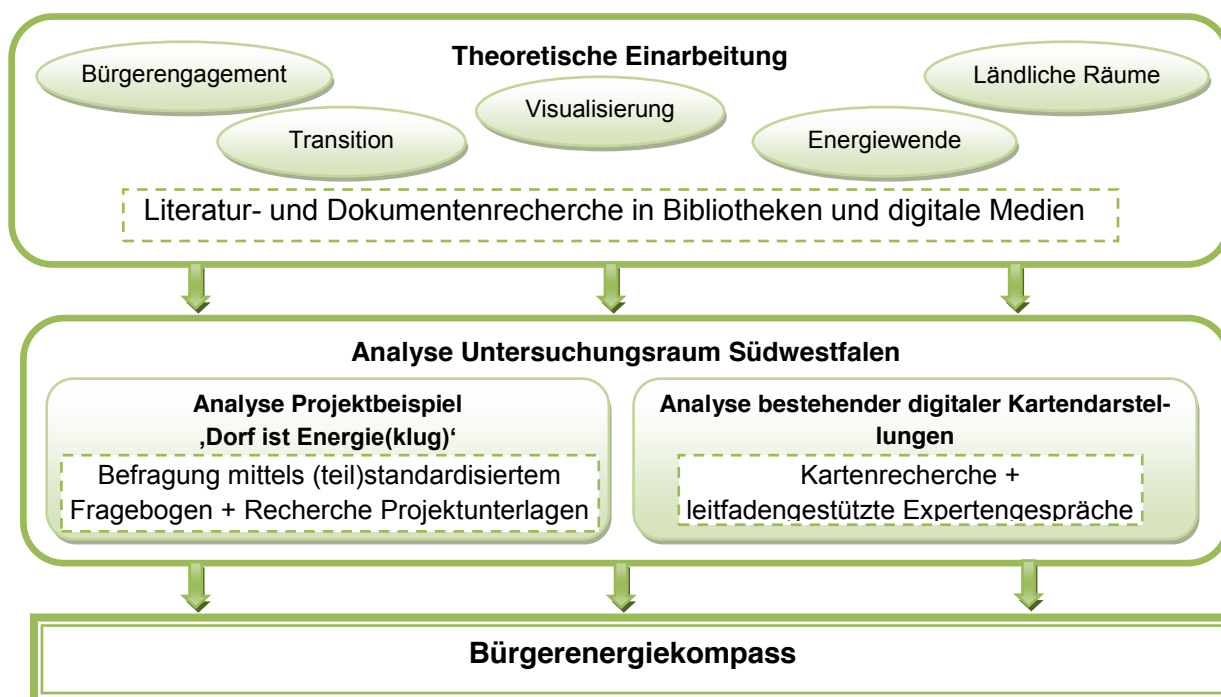 Theoretische Einarbeitung
Bürgerengagement
Ländliche Räume
Visualisierung
Transition
Energiewende
Literatur- und Dokumentenrecherche in Bibliotheken und digitale Medien
Analyse Untersuchungsraum Südwestfalen
Analyse Projektbeispiel
‚Dorf ist Energie(klug)‘
Befragung mittels (teil)standardisiertem
Fragebogen + Recherche Projektunterlagen
Analyse bestehender digitaler Kartendarstel-
lungen
Kartenrecherche +
leitfadengestützte Expertengespräche
Bürgerenergiekompass